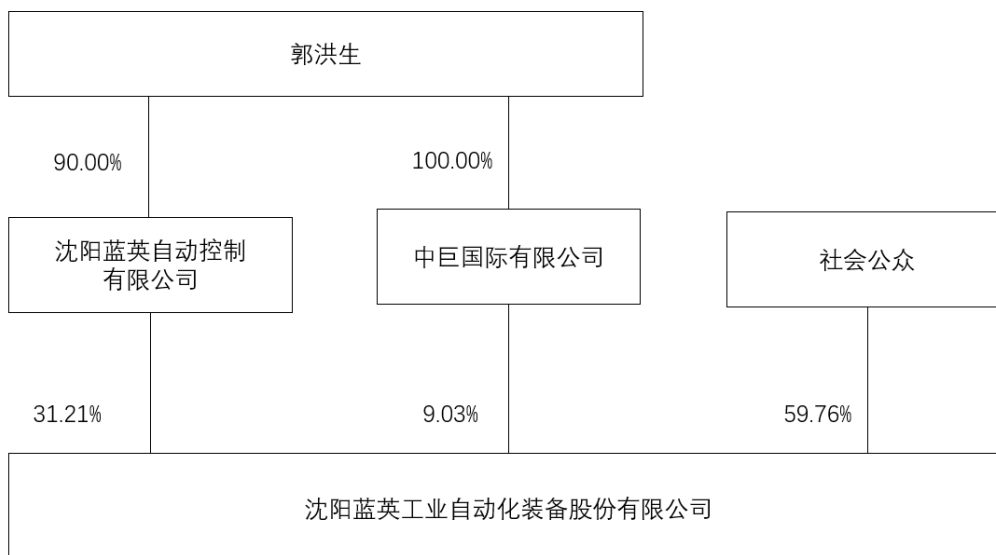 郭洪生
90.00%
100.00%
沈阳蓝英自动控制
有限公司
中巨国际有限公司
社会公众
31.21%
9.03%
59.76%
沈阳蓝英工业自动化装备股份有限公司